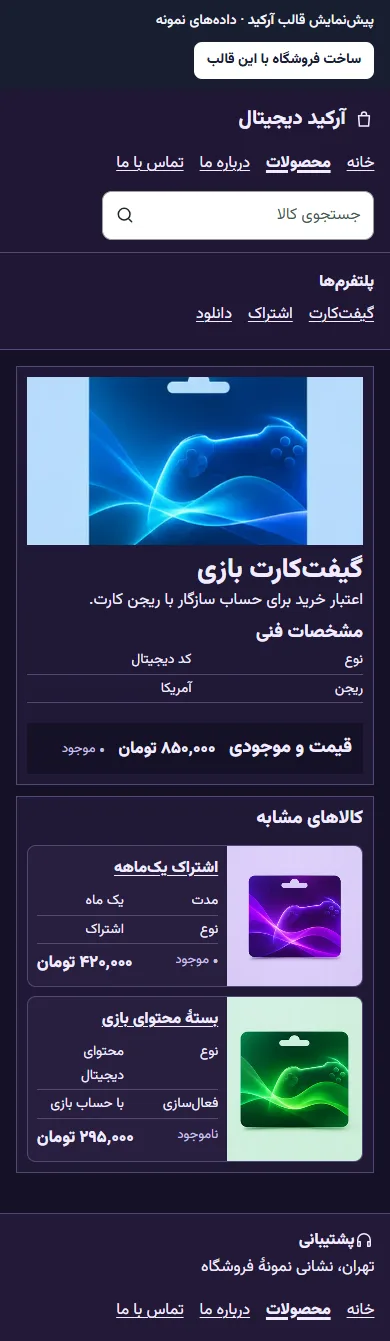 پیش‌نمایش قالب آرکید · داده‌های نمونه
ساخت فروشگاه با این قالب
آرکید دیجیتال
خانه محصولات درباره ما تماس با ما
جستجوی کالا
پلتفرم‌ها
گیفت‌کارت اشتراک دانلود
گیفت‌کارت بازی
اعتبار خرید برای حساب سازگار با ریجن کارت.
مشخصات فنی
نوع کد دیجیتال
ریجن آمریکا
قیمت و موجودی ۸۵۰,۰۰۰ تومان • موجود
کالاهای مشابه
اشتراک یک‌ماهه
مدت یک ماه
نوع اشتراک
• موجود ۴۲۰,۰۰۰ تومان
بستهٔ محتوای بازی
نوع محتوای
دیجیتال
فعال‌سازی با حساب بازی
ناموجود ۲۹۵,۰۰۰ تومان
پشتیبانی
تهران، نشانی نمونهٔ فروشگاه
خانه محصولات درباره ما تماس با ما